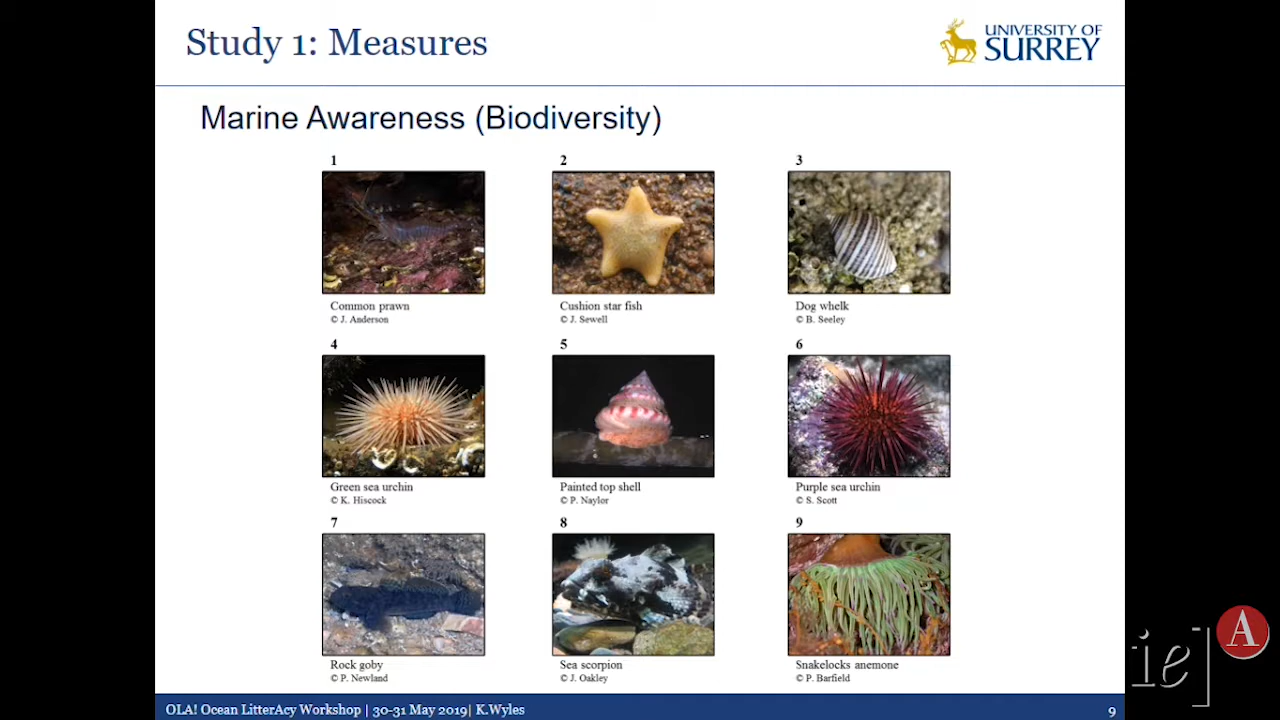 Study 1: Measures
UNIVERSITY OF
SURREY
Marine Awareness (Biodiversity)
1
2
3
Common prawn
© J. Anderson
Cushion star fish
© J. Sewell
Dog whelk
© B. Seeley
4
5
6
Green sea urchin
© K. Hiscock
Painted top shell
© P. Naylor
Purple sea urchin
© S. Scott
7
8
9
Rock goby
© P. Newland
Sea scorpion
© J. Oakley
Snakelocks anemone
© P. Barfield
ie] A
OLA! Ocean LitterAcy Workshop | 30-31 May 2019| K.Wyles
9